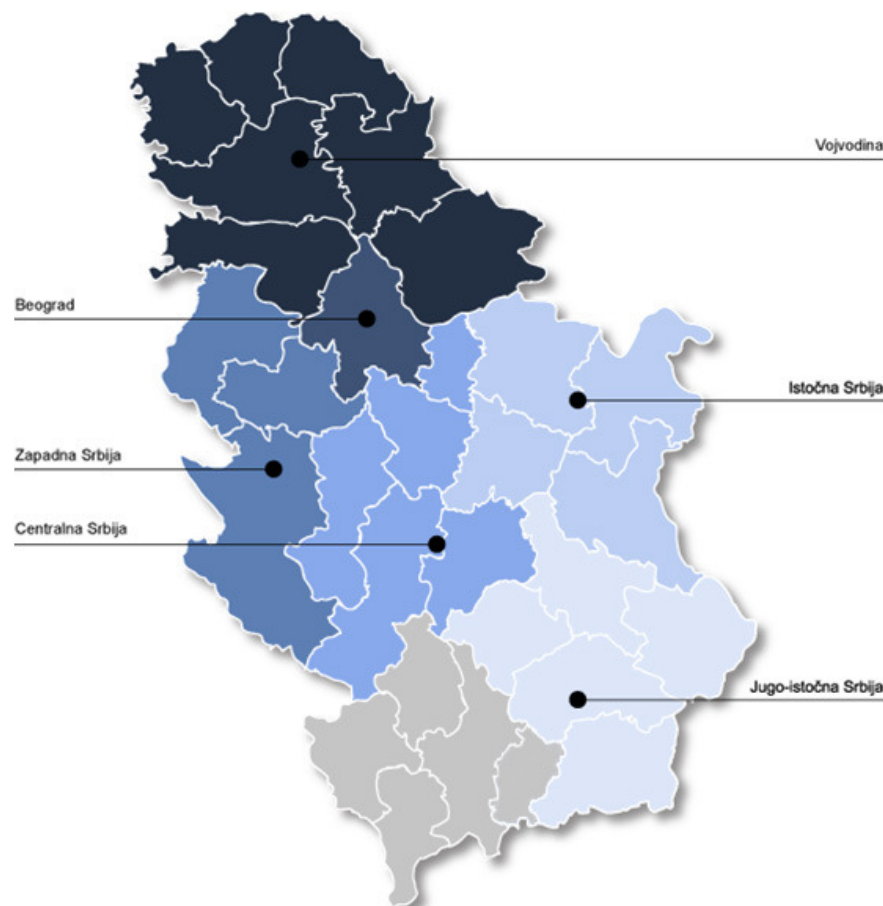 Vojvodina
Beograd
Istočna Srbija
Zapadna Srbija
Centralna Srbija
Jugo-istočna Srbija